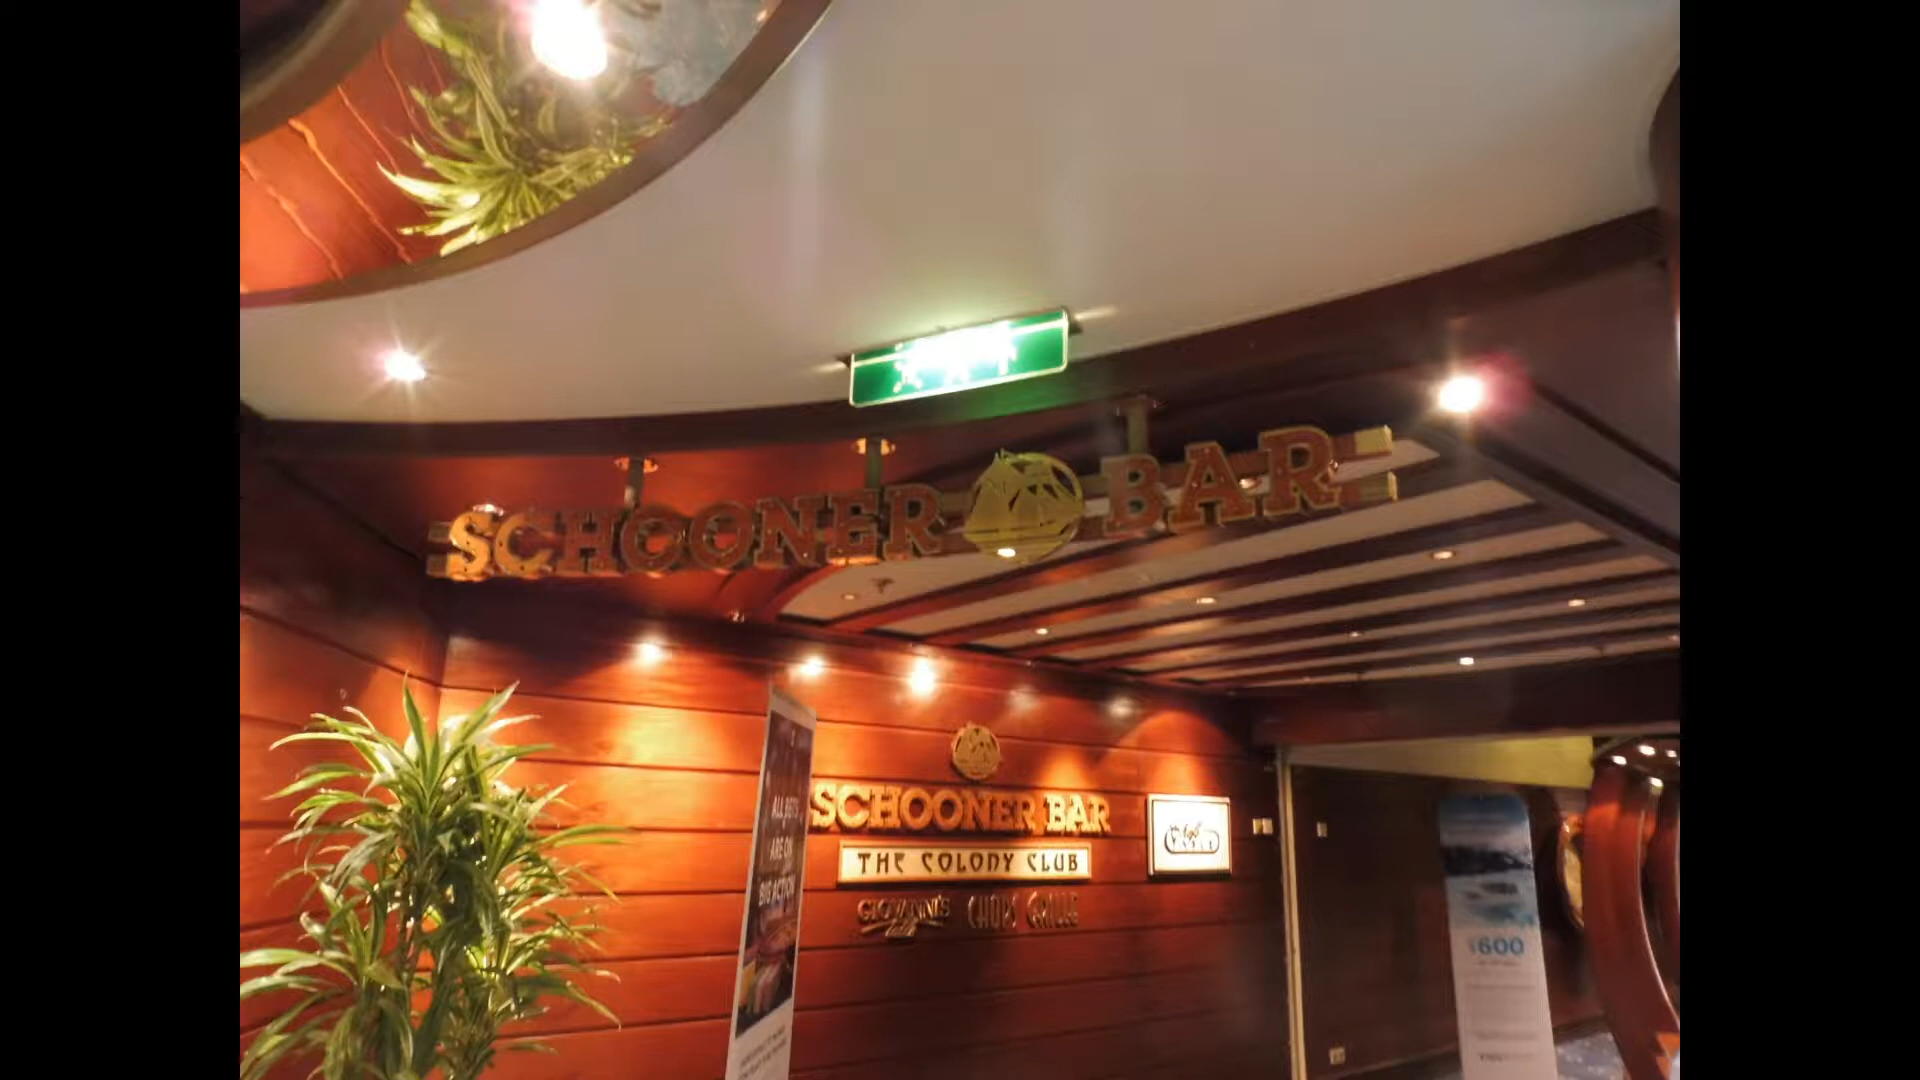 SCHOONER BAR
SCHOONER BAR
THE COLONY CLUB
GIOVANNI'S CHOPS GRILLE
ALL BETS
ARE ON
BIG ACTION
$600